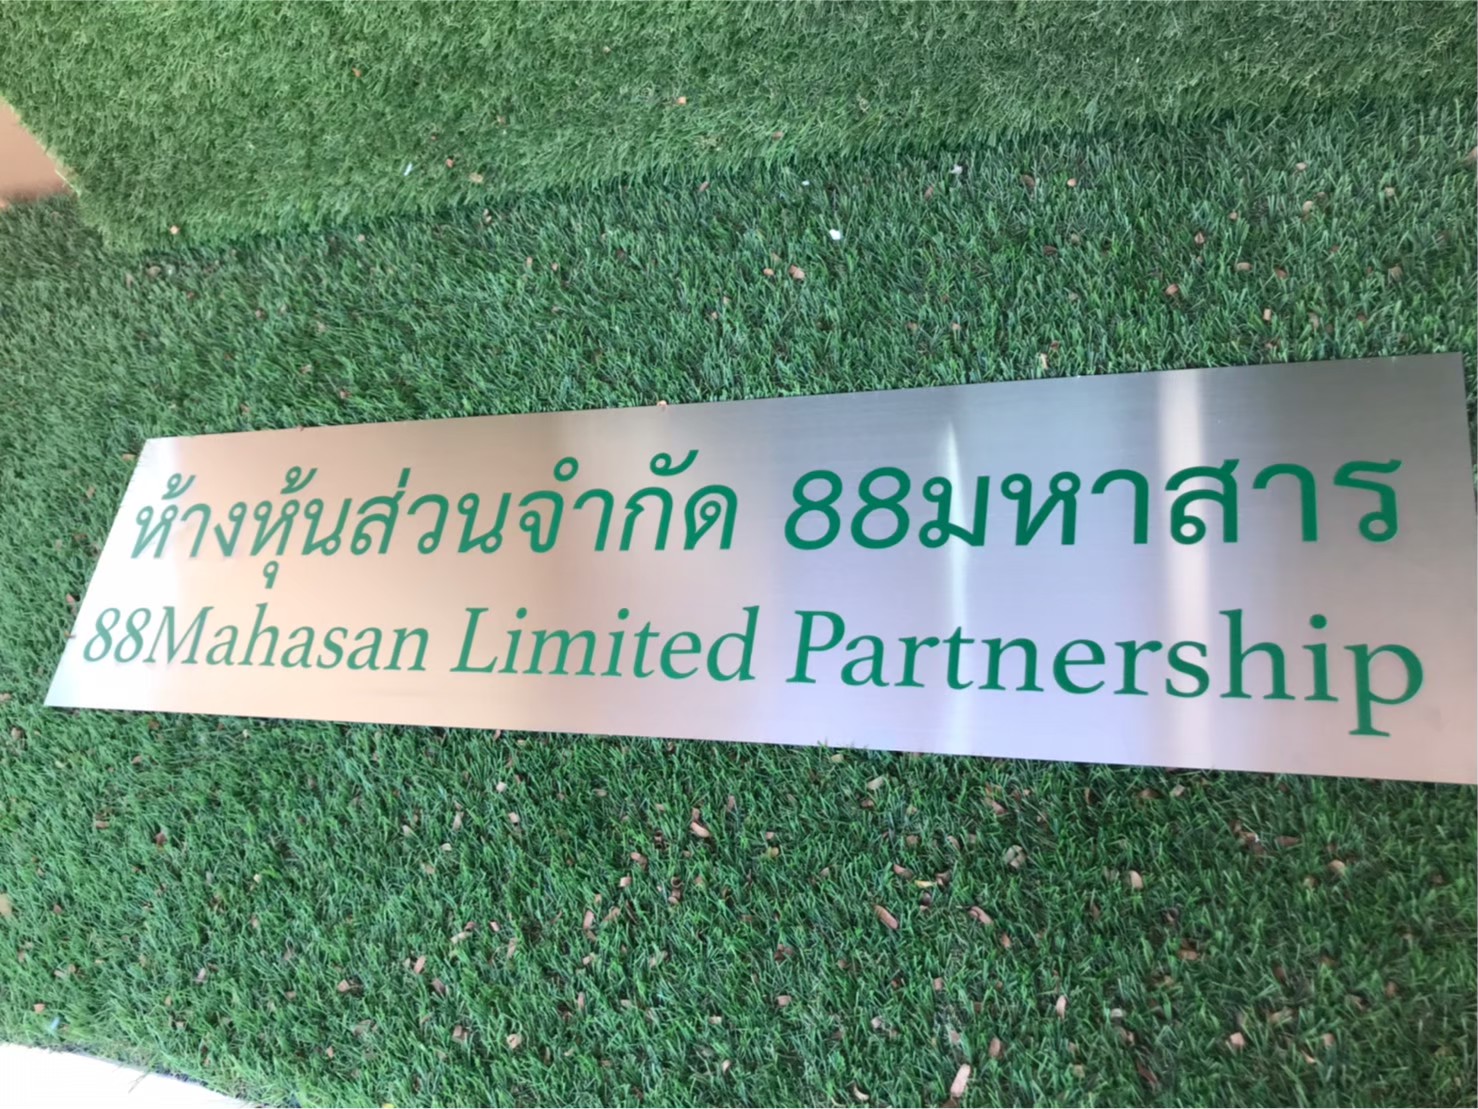 ห้างหุ้นส่วนจำกัด 88มหาสาร
88Mahasan Limited Partnership